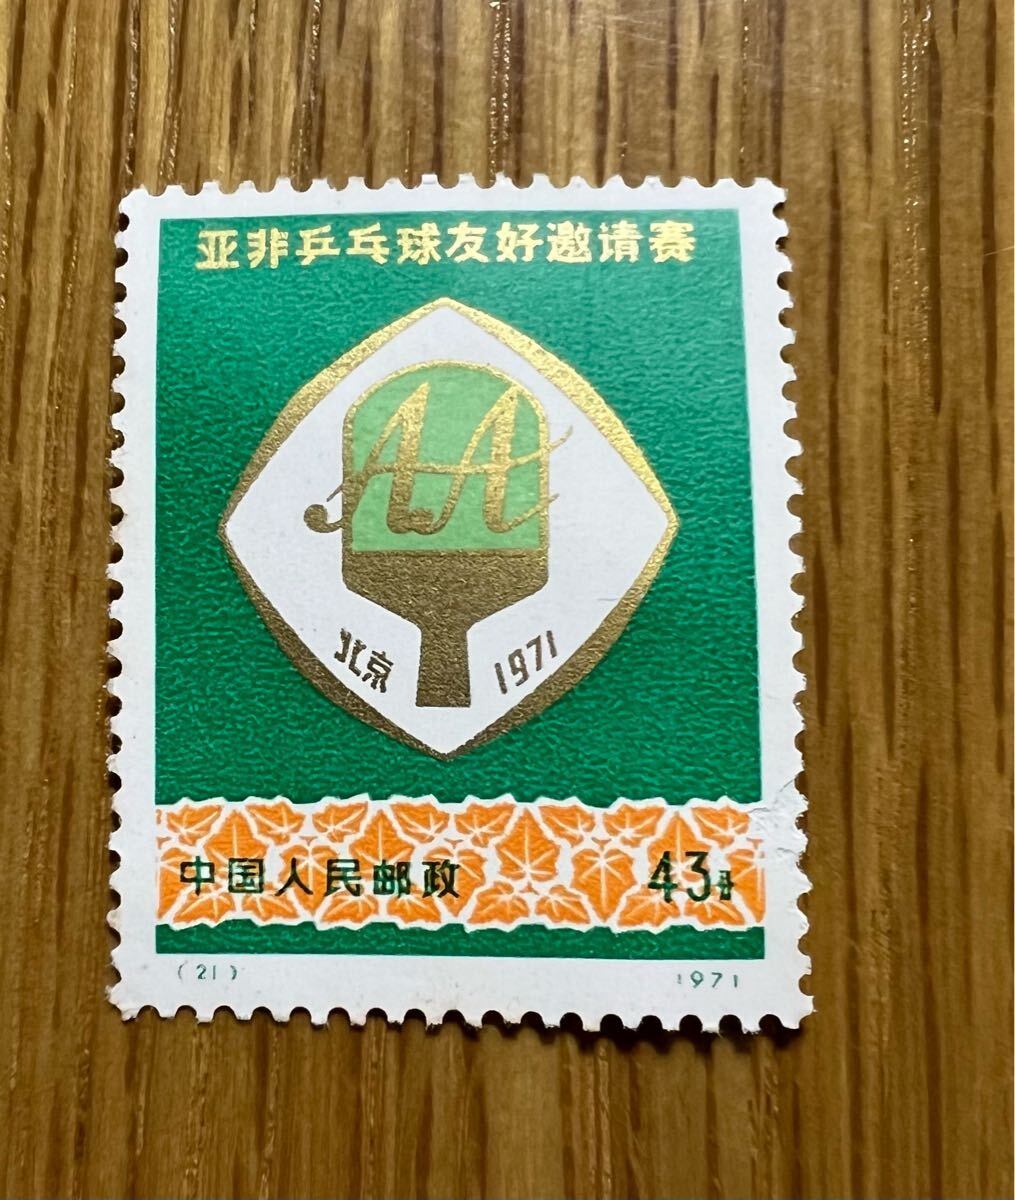 亚非乒乓球友好邀请赛
AA
北京 1971
中国人民邮政 43分
(21) 1971